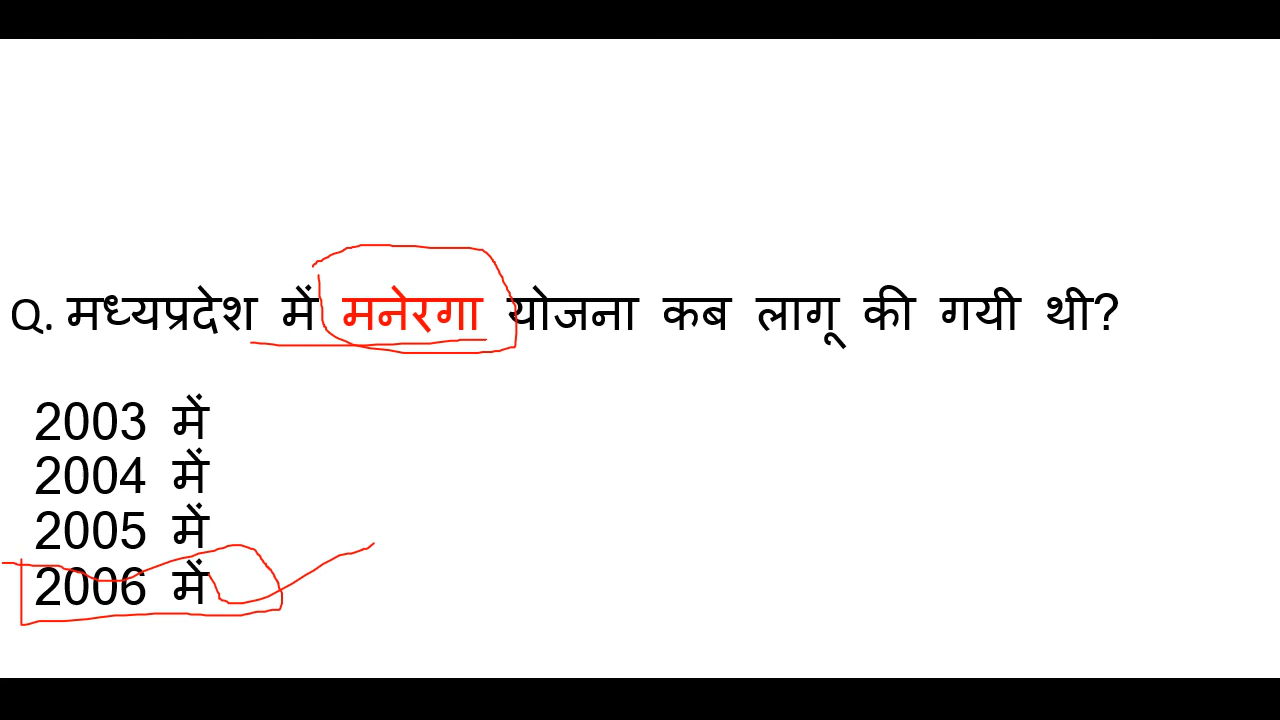 Q. मध्यप्रदेश में मनेरगा योजना कब लागू की गयी थी?
2003 में
2004 में
2005 में
2006 में